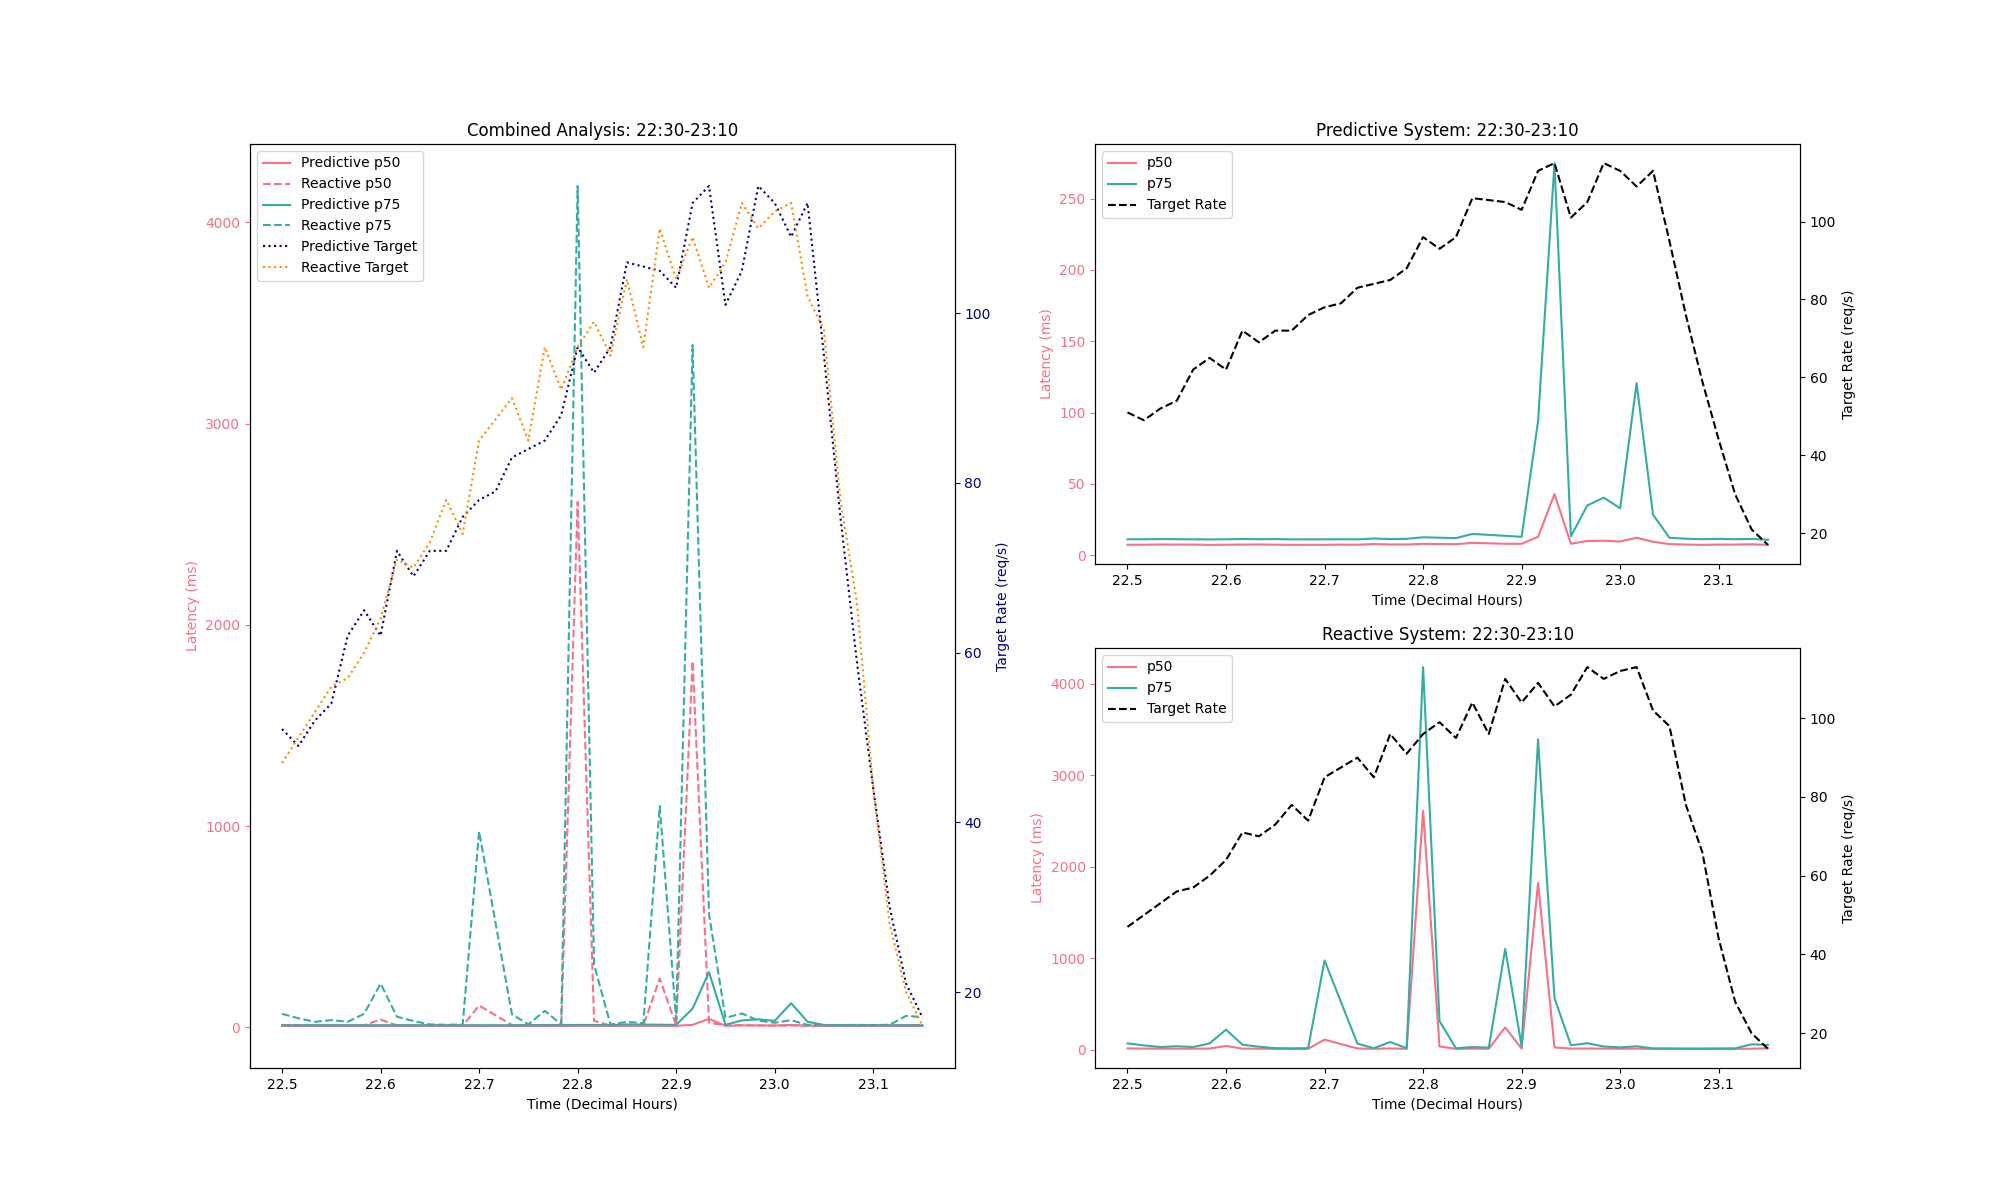 Combined Analysis: 22:30-23:10
Predictive p50
Reactive p50
Predictive p75
Reactive p75
Predictive Target
Reactive Target
4000
3000
2000
1000
0
Latency (ms)
100
80
60
40
20
Target Rate (req/s)
22.5 22.6 22.7 22.8 22.9 23.0 23.1
Time (Decimal Hours)
Predictive System: 22:30-23:10
p50
p75
Target Rate
250
200
150
100
50
0
Latency (ms)
100
80
60
40
20
Target Rate (req/s)
22.5 22.6 22.7 22.8 22.9 23.0 23.1
Time (Decimal Hours)
Reactive System: 22:30-23:10
p50
p75
Target Rate
4000
3000
2000
1000
0
Latency (ms)
100
80
60
40
20
Target Rate (req/s)
22.5 22.6 22.7 22.8 22.9 23.0 23.1
Time (Decimal Hours)